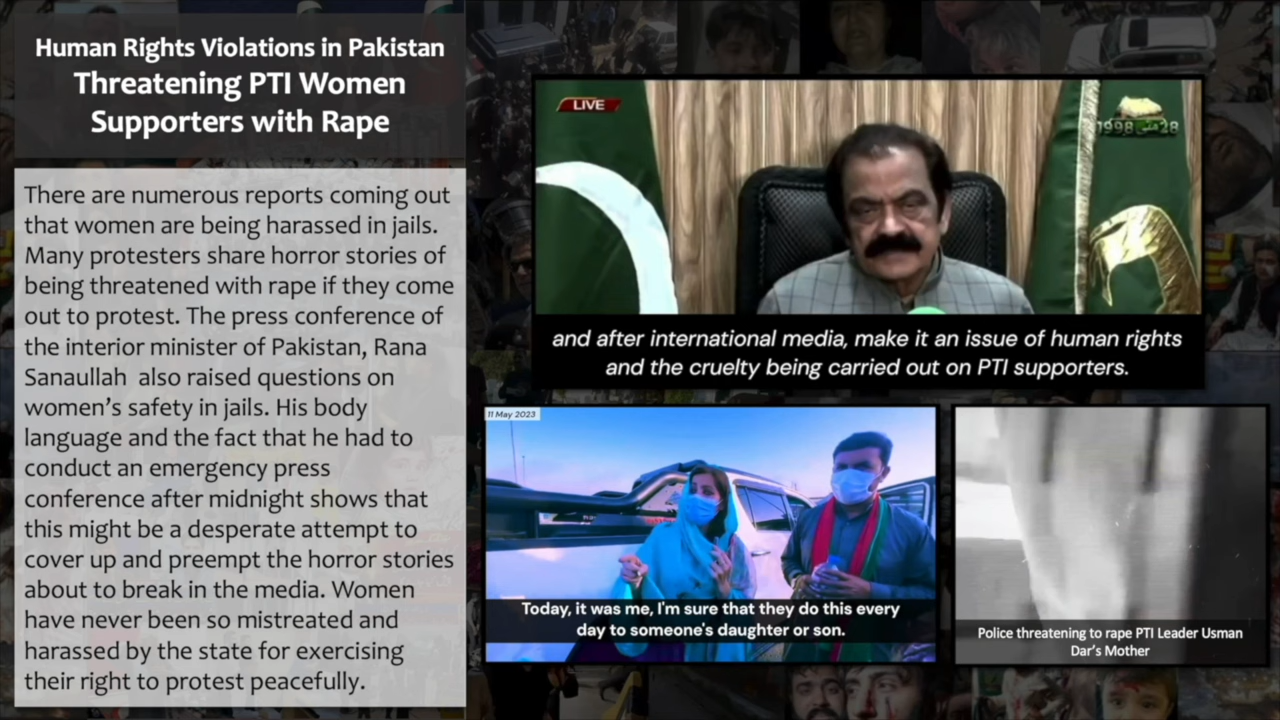 Human Rights Violations in Pakistan
Threatening PTI Women
Supporters with Rape
There are numerous reports coming out
that women are being harassed in jails.
Many protesters share horror stories of
being threatened with rape if they come
out to protest. The press conference of
the interior minister of Pakistan, Rana
Sanaullah also raised questions on
women's safety in jails. His body
language and the fact that he had to
conduct an emergency press
conference after midnight shows that
this might be a desperate attempt to
cover up and preempt the horror stories
about to break in the media. Women
have never been so mistreated and
harassed by the state for exercising
their right to protest peacefully.
LIVE
1998 مئی 28
and after international media, make it an issue of human rights
and the cruelty being carried out on PTI supporters.
11 May 2023
Today, it was me, I'm sure that they do this every
day to someone's daughter or son.
Police threatening to rape PTI Leader Usman
Dar's Mother